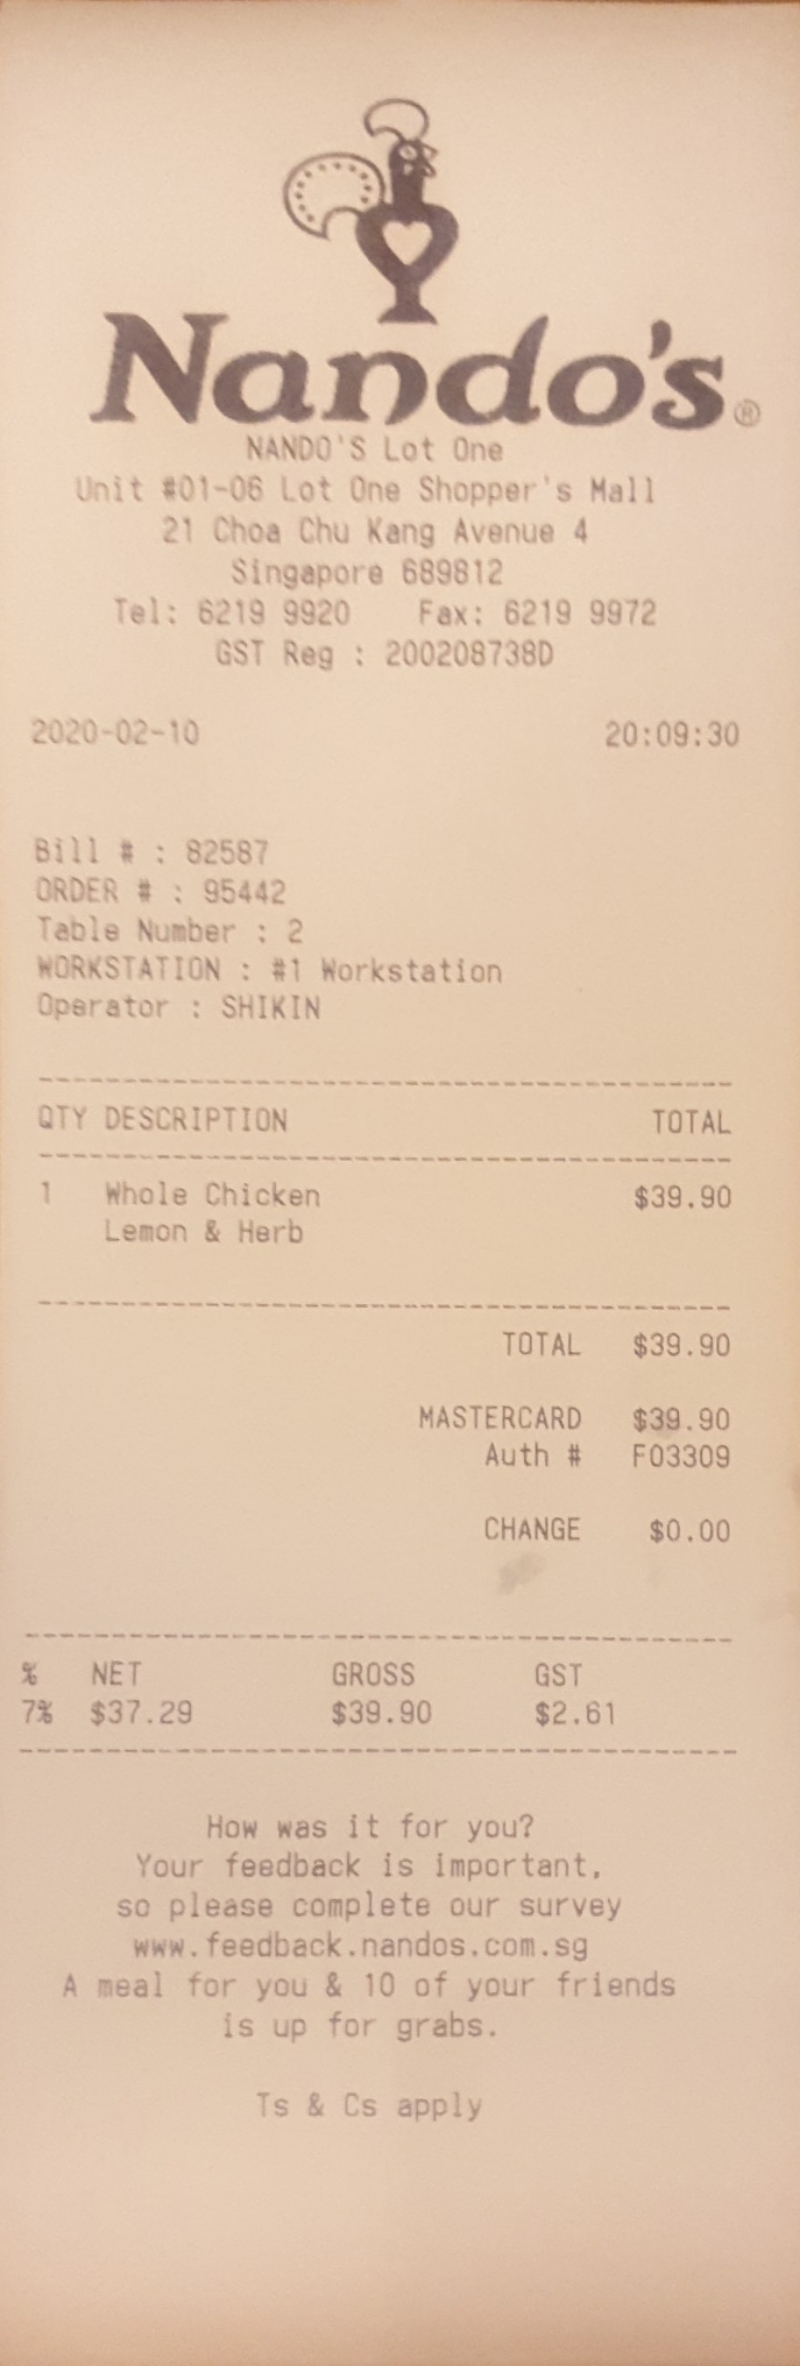 Nando's®
NANDO'S Lot One
Unit #01-06 Lot One Shopper's Mall
21 Choa Chu Kang Avenue 4
Singapore 689812
Tel: 6219 9920 Fax: 6219 9972
GST Reg : 200208738D
2020-02-10 20:09:30
Bill # : 82587
ORDER # : 95442
Table Number : 2
WORKSTATION : #1 Workstation
Operator : SHIKIN
QTY DESCRIPTION TOTAL
1 Whole Chicken $39.90
Lemon & Herb
TOTAL $39.90
MASTERCARD $39.90
Auth # F03309
CHANGE $0.00
% NET GROSS GST
7% $37.29 $39.90 $2.61
How was it for you?
Your feedback is important,
so please complete our survey
www.feedback.nandos.com.sg
A meal for you & 10 of your friends
is up for grabs.
Ts & Cs apply